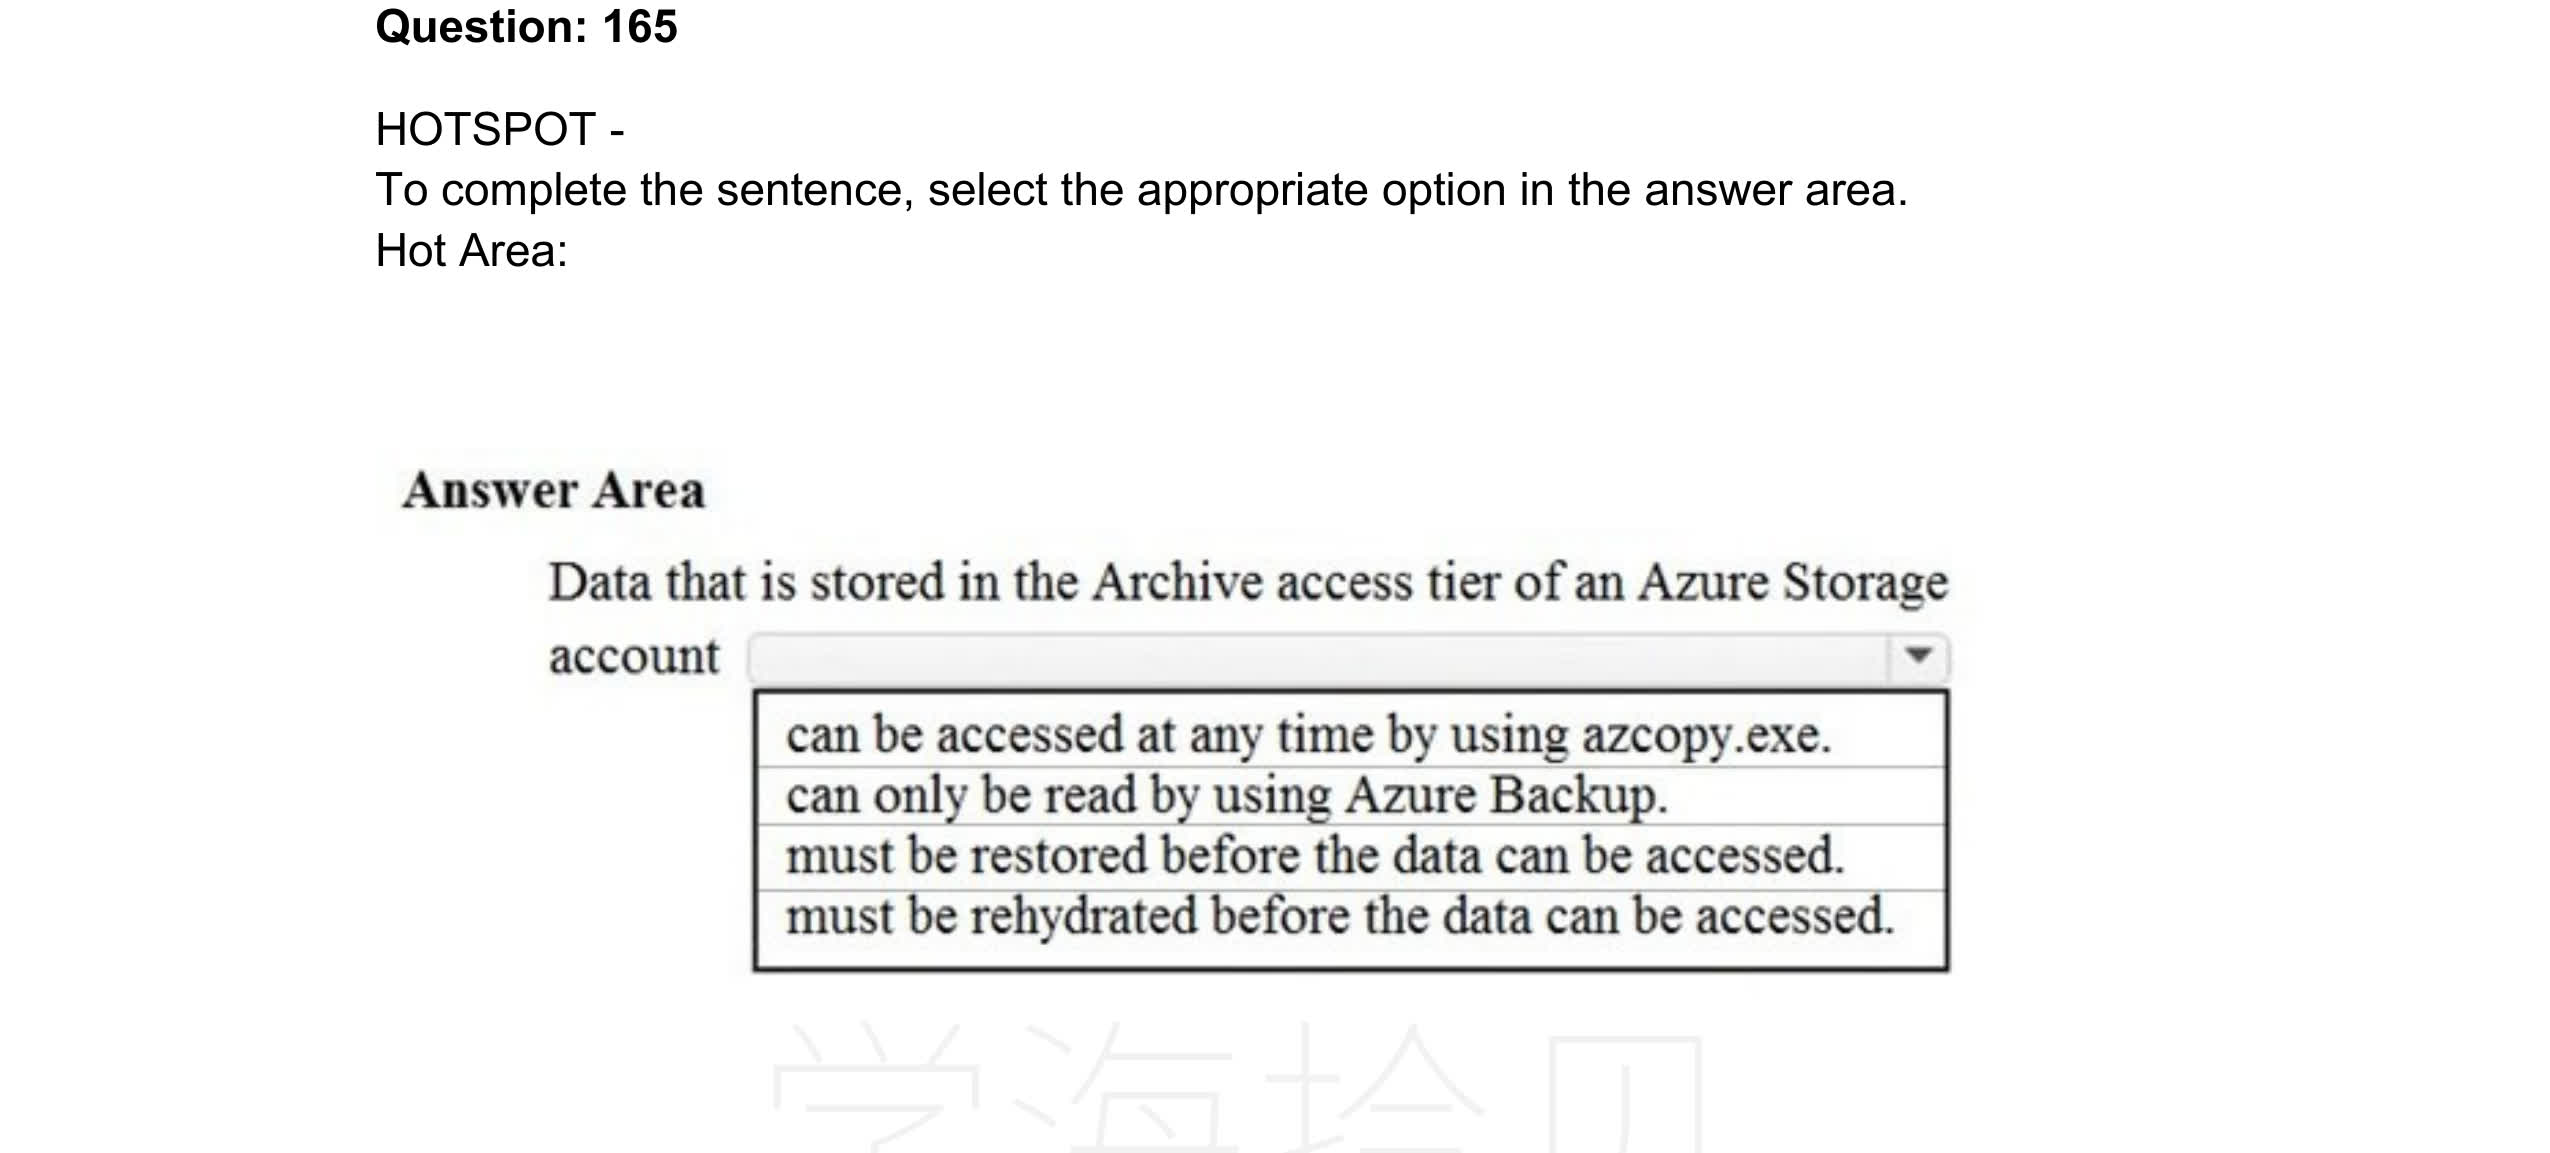 Question: 165
HOTSPOT -
To complete the sentence, select the appropriate option in the answer area.
Hot Area:
Answer Area
Data that is stored in the Archive access tier of an Azure Storage
account
can be accessed at any time by using azcopy.exe.
can only be read by using Azure Backup.
must be restored before the data can be accessed.
must be rehydrated before the data can be accessed.
学海拾贝